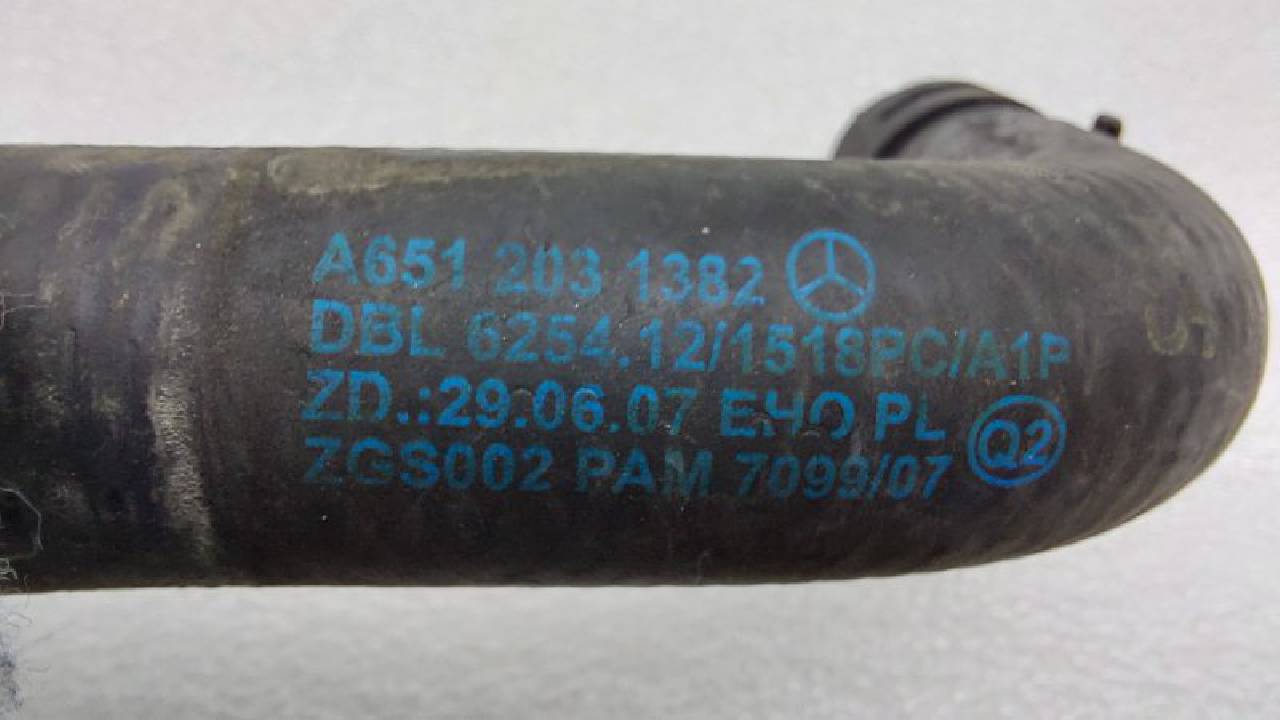 A651 203 1382
DBL 6254.12/1518PC/A1P
ZD.:29.06.07 EHO PL
ZGS002 PAM 7099/07 Q2